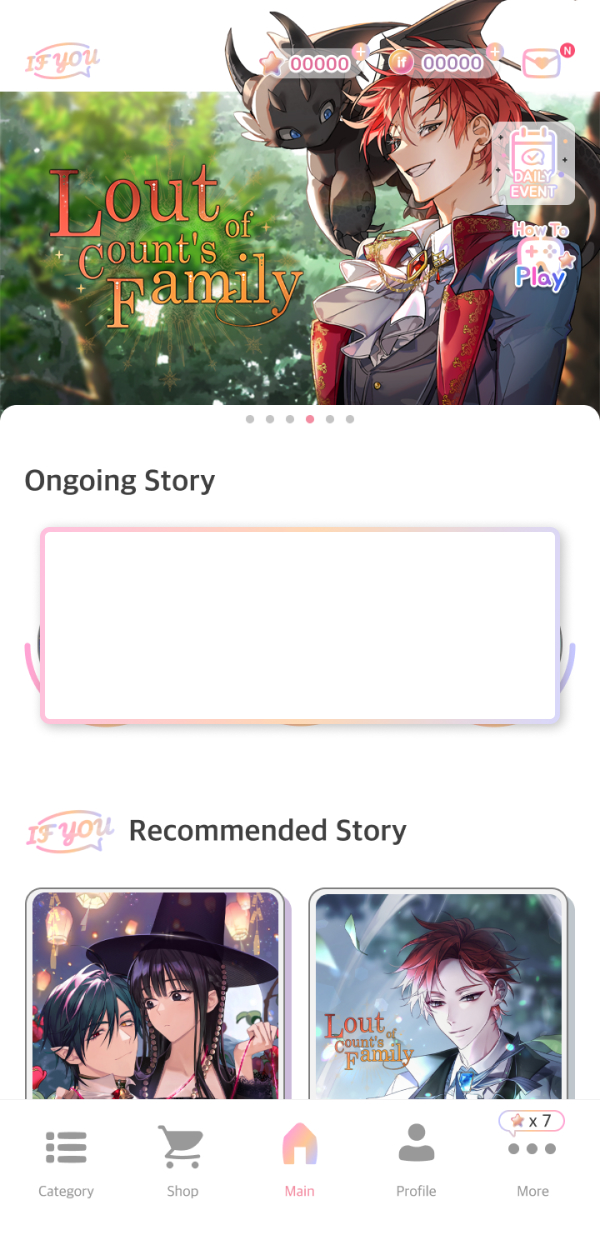 IF YOU
00000
if
00000
N
DAILY
EVENT
Lout of
Count's
Family
How To
Play
Ongoing Story
IF YOU
Recommended Story
Lout of
Count's
Family
x 7
Category
Shop
Main
Profile
More